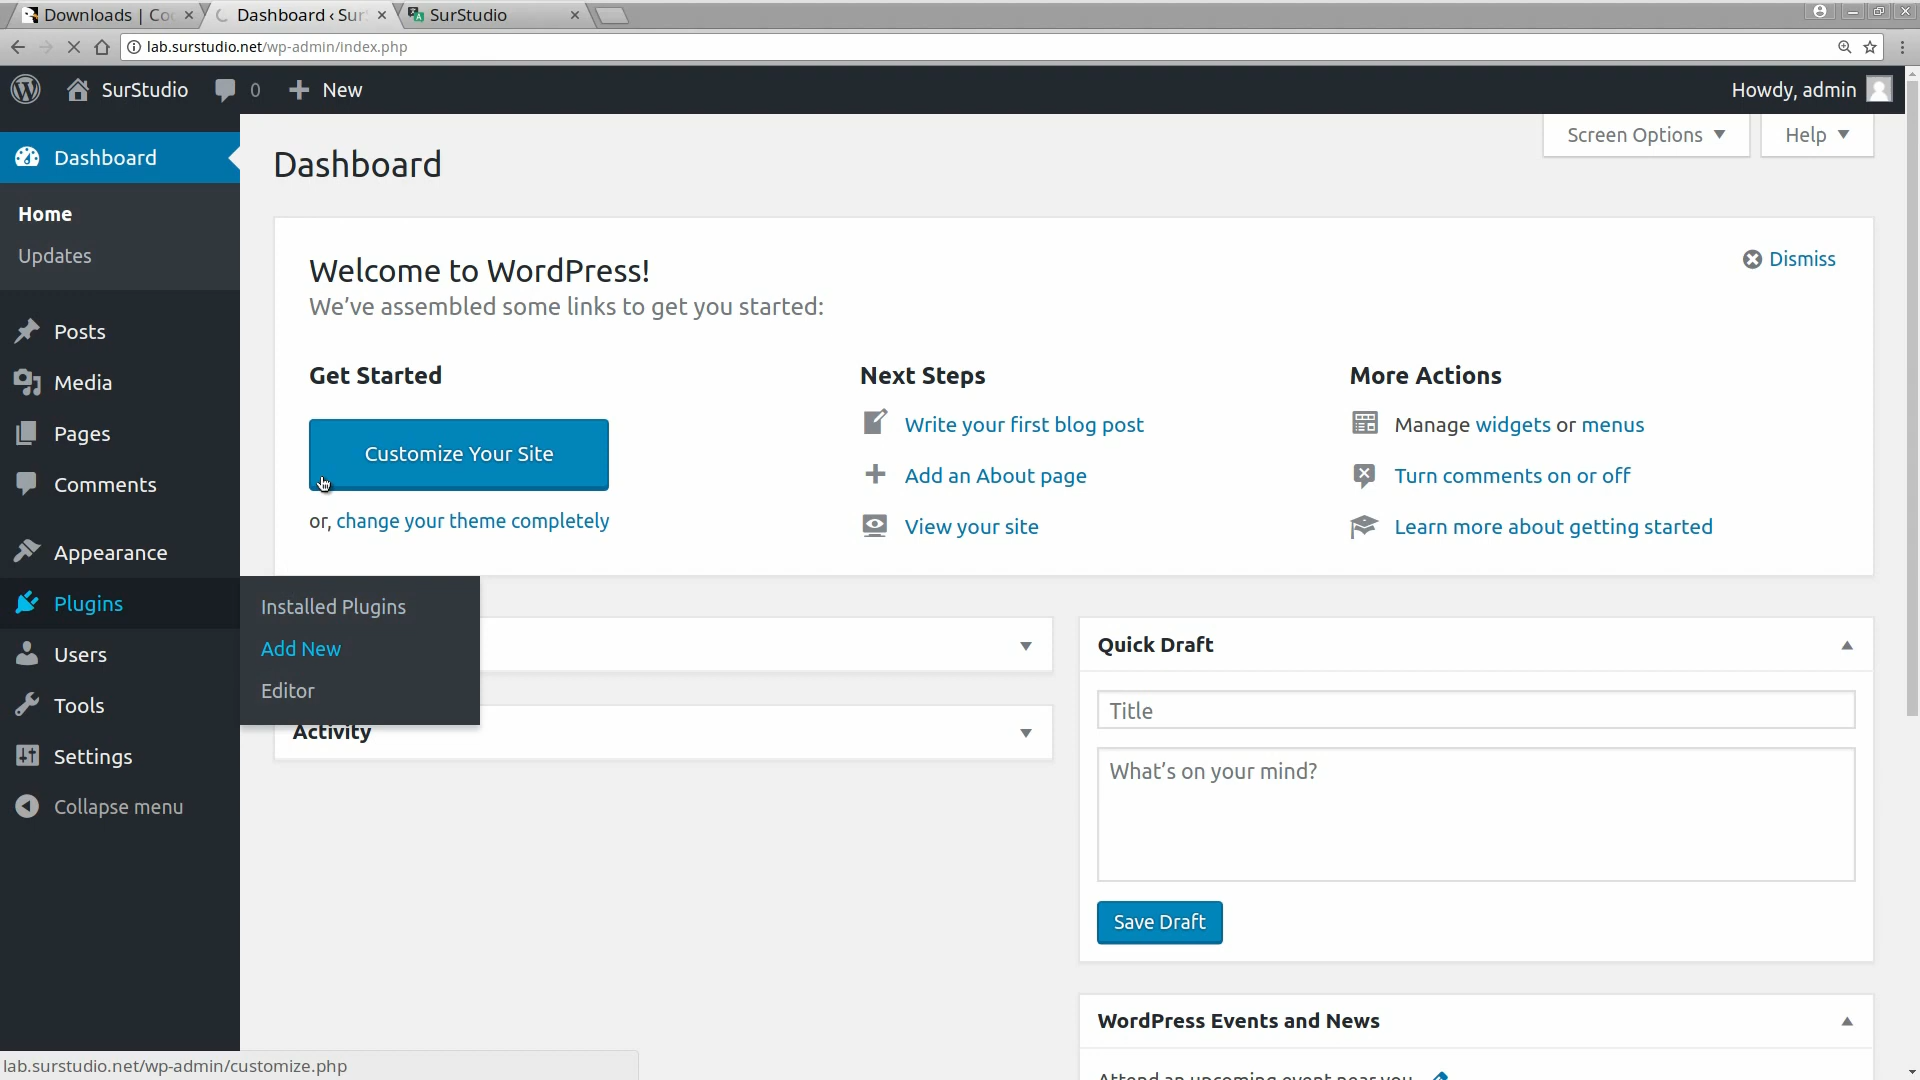 Downloads | Co
Dashboard ‹ Sur
SurStudio
lab.surstudio.net/wp-admin/index.php
SurStudio
0
New
Howdy, admin
Dashboard
Home
Updates
Posts
Media
Pages
Comments
Appearance
Plugins
Users
Tools
Settings
Collapse menu
Installed Plugins
Add New
Editor
Screen Options
Help
Dashboard
Welcome to WordPress!
We’ve assembled some links to get you started:
Dismiss
Get Started
Customize Your Site
or, change your theme completely
Next Steps
Write your first blog post
Add an About page
View your site
More Actions
Manage widgets or menus
Turn comments on or off
Learn more about getting started
Activity
Quick Draft
Title
What’s on your mind?
Save Draft
WordPress Events and News
Attend an upcoming event near you
lab.surstudio.net/wp-admin/customize.php